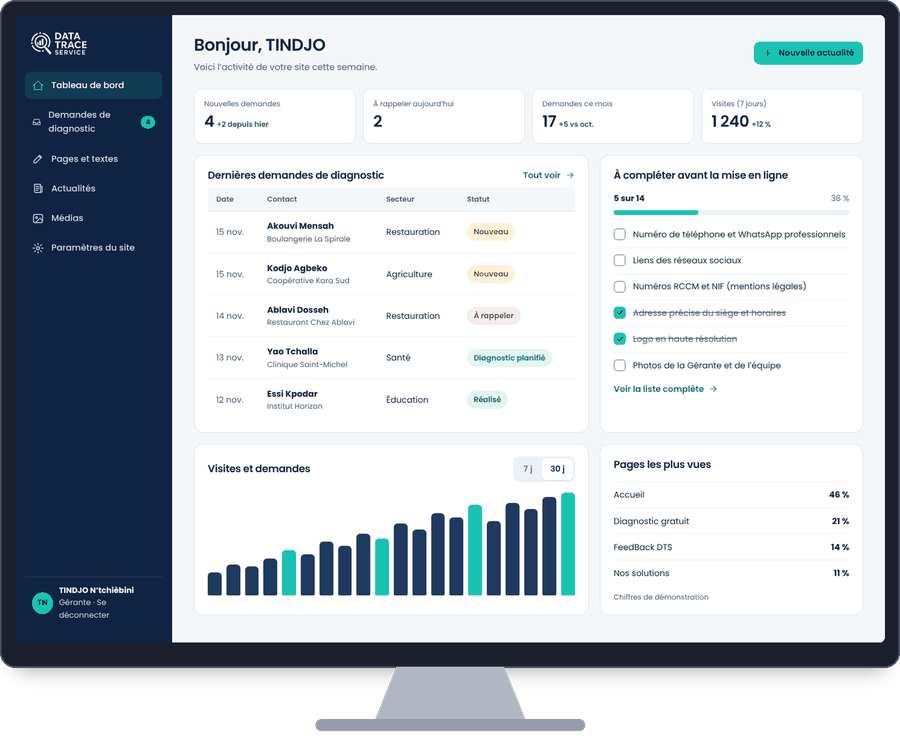 DATA
TRACE
SERVICE
Tableau de bord
Demandes de
diagnostic
4
Pages et textes
Actualités
Médias
Paramètres du site
TN
TINDJO N'tchièbini
Gérante · Se
déconnecter
Bonjour, TINDJO
Voici l'activité de votre site cette semaine.
+ Nouvelle actualité
Nouvelles demandes
4 +2 depuis hier
À rappeler aujourd'hui
2
Demandes ce mois
17 +5 vs oct.
Visites (7 jours)
1 240 +12 %
Dernières demandes de diagnostic
Tout voir →
Date Contact Secteur Statut
15 nov. Akouvi Mensah Restauration Nouveau
Boulangerie La Spirale
15 nov. Kodjo Agbeko Agriculture Nouveau
Coopérative Kara Sud
14 nov. Ablavi Dosseh Restauration À rappeler
Restaurant Chez Ablavi
13 nov. Yao Tchalla Santé Diagnostic planifié
Clinique Saint-Michel
12 nov. Essi Kpodar Éducation Réalisé
Institut Horizon
À compléter avant la mise en ligne
5 sur 14 36 %
Numéro de téléphone et WhatsApp professionnels
Liens des réseaux sociaux
Numéros RCCM et NIF (mentions légales)
Adresse précise du siège et horaires
Logo en haute résolution
Photos de la Gérante et de l'équipe
Voir la liste complète →
Visites et demandes
7 j 30 j
Pages les plus vues
Accueil 46 %
Diagnostic gratuit 21 %
FeedBack DTS 14 %
Nos solutions 11 %
Chiffres de démonstration